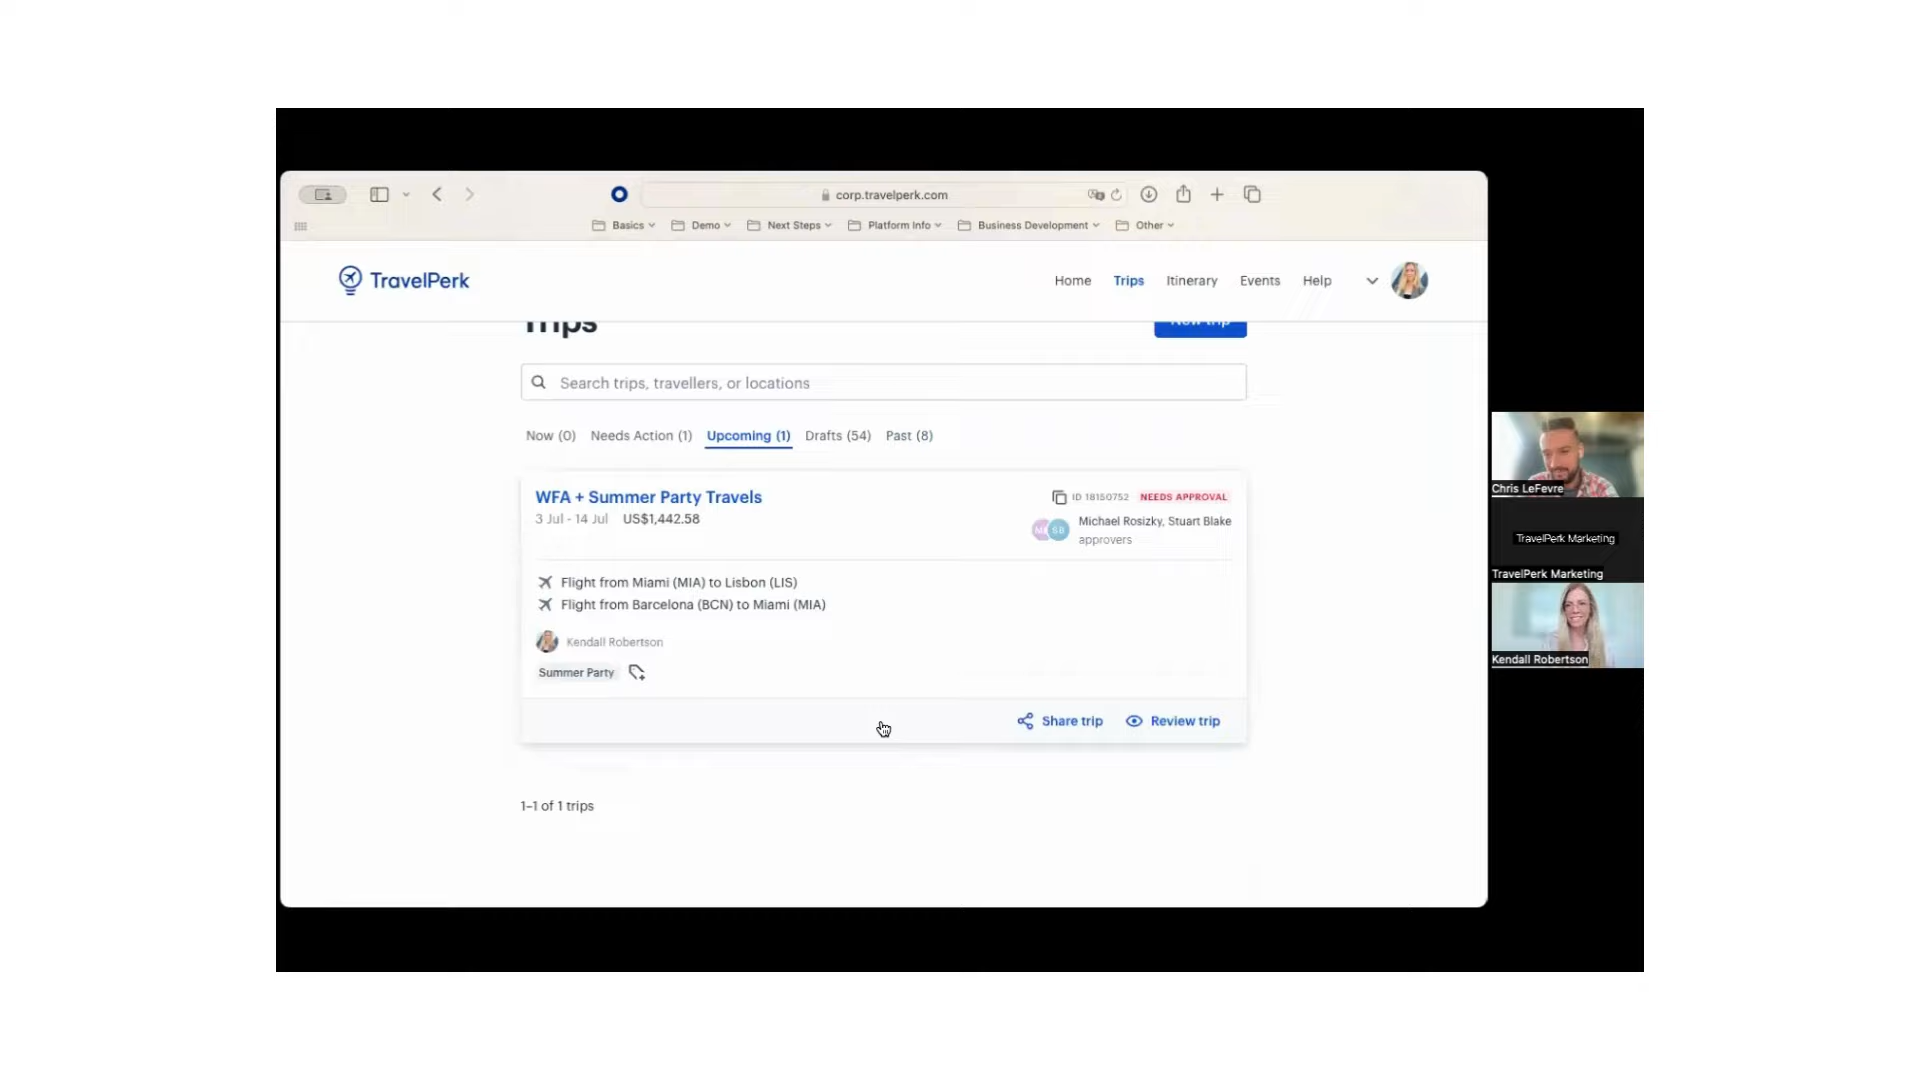 corp.travelperk.com
Basics Demo Next Steps Platform Info Business Development Other
TravelPerk
Home Trips Itinerary Events Help
Trips New trip
Search trips, travellers, or locations
Now (0) Needs Action (1) Upcoming (1) Drafts (54) Past (8)
WFA + Summer Party Travels
ID 18150752 NEEDS APPROVAL
3 Jul - 14 Jul US$1,442.58
SB
Michael Rosizky, Stuart Blake
approvers
Flight from Miami (MIA) to Lisbon (LIS)
Flight from Barcelona (BCN) to Miami (MIA)
Kendall Robertson
Summer Party
Share trip Review trip
1–1 of 1 trips
Chris LeFevre
TravelPerk Marketing
TravelPerk Marketing
Kendall Robertson